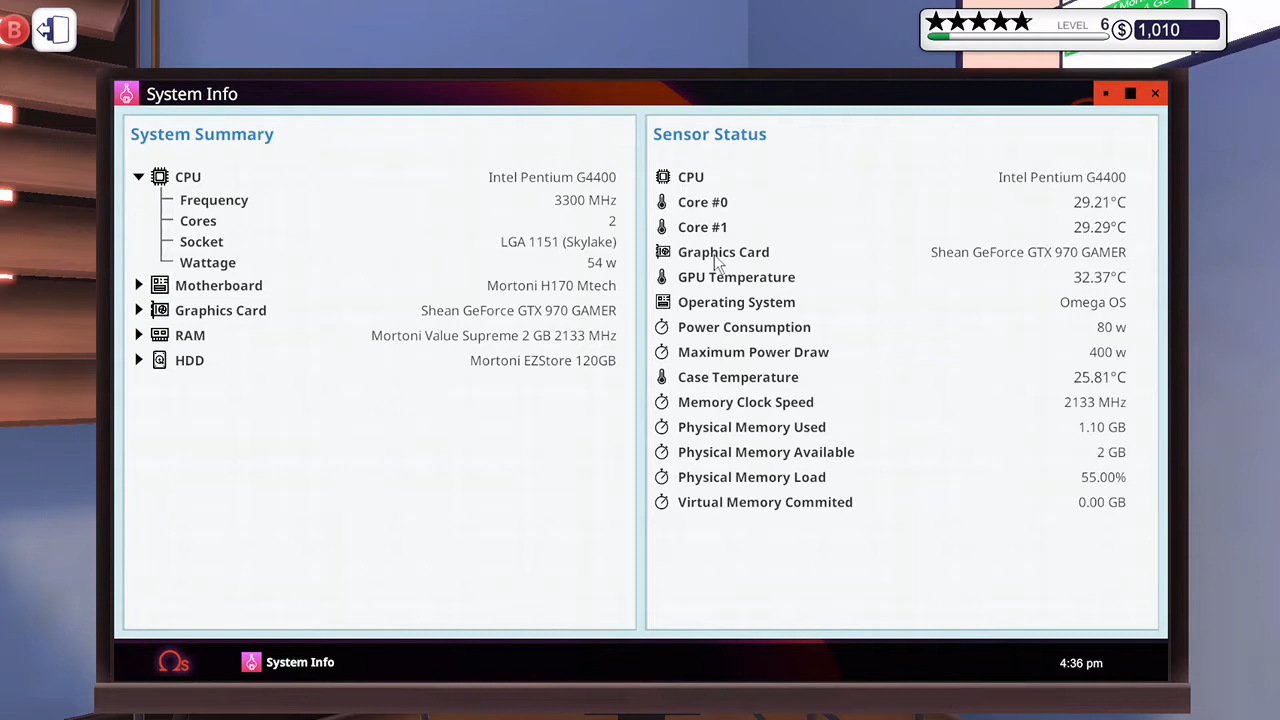 B
LEVEL 6 $ 1,010
System Info
System Summary
CPU Intel Pentium G4400
Frequency 3300 MHz
Cores 2
Socket LGA 1151 (Skylake)
Wattage 54 w
Motherboard Mortoni H170 Mtech
Graphics Card Shean GeForce GTX 970 GAMER
RAM Mortoni Value Supreme 2 GB 2133 MHz
HDD Mortoni EZStore 120GB
Sensor Status
CPU Intel Pentium G4400
Core #0 29.21°C
Core #1 29.29°C
Graphics Card Shean GeForce GTX 970 GAMER
GPU Temperature 32.37°C
Operating System Omega OS
Power Consumption 80 w
Maximum Power Draw 400 w
Case Temperature 25.81°C
Memory Clock Speed 2133 MHz
Physical Memory Used 1.10 GB
Physical Memory Available 2 GB
Physical Memory Load 55.00%
Virtual Memory Commited 0.00 GB
Ωs System Info 4:36 pm